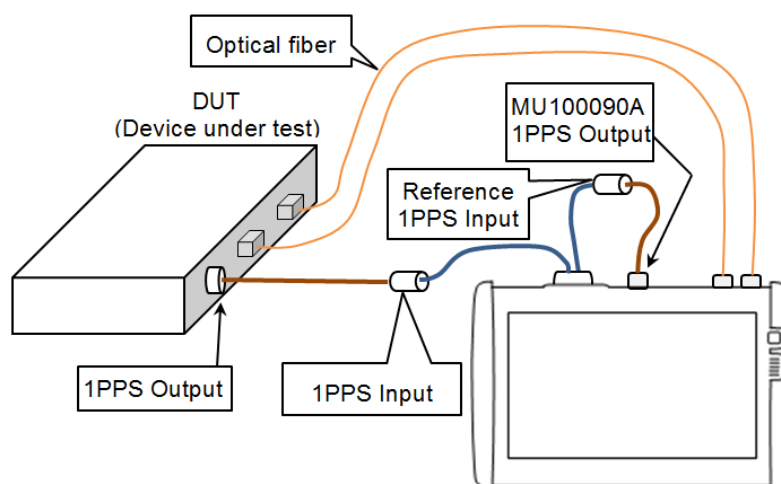 Optical fiber
DUT
(Device under test)
MU100090A
1PPS Output
Reference
1PPS Input
1PPS Output
1PPS Input